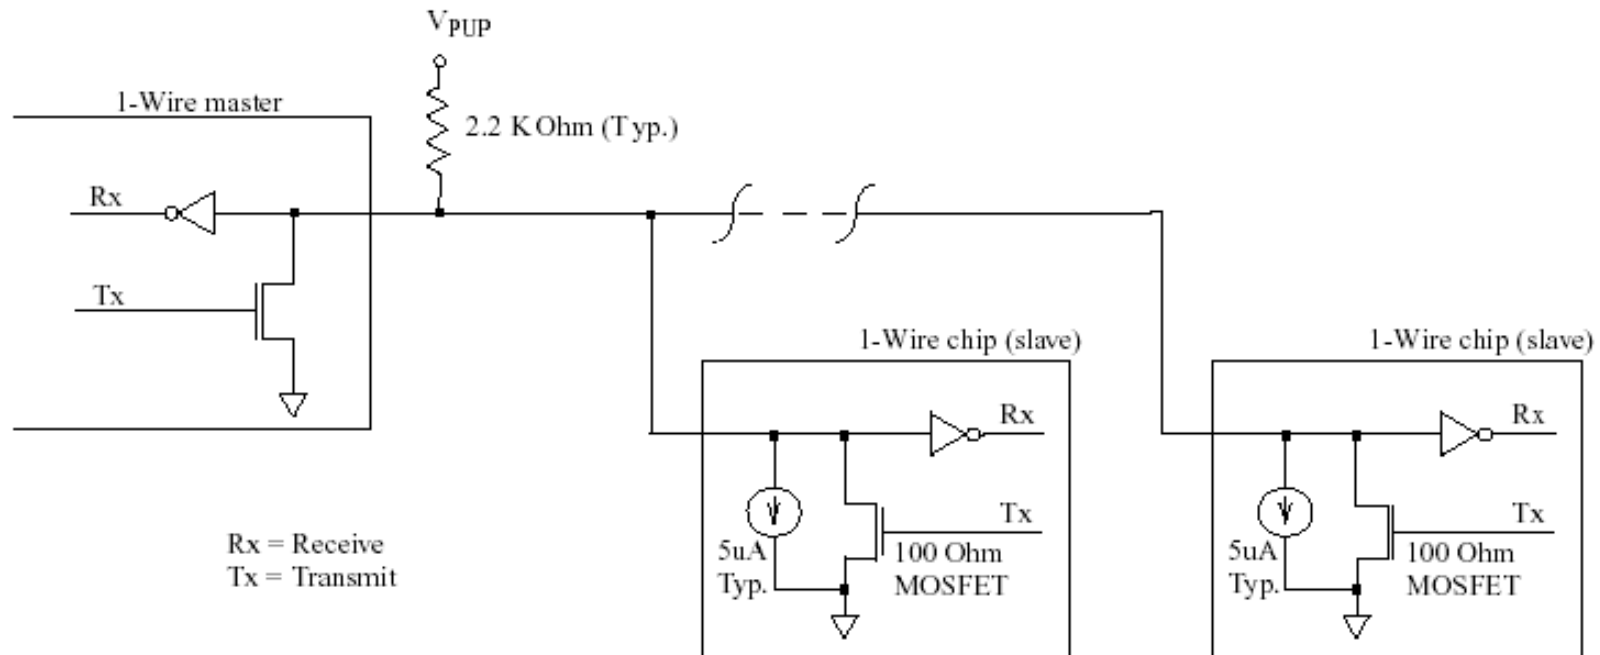 VPUP
1-Wire master
2.2 K Ohm (Typ.)
Rx
Tx
1-Wire chip (slave)
1-Wire chip (slave)
Rx
Rx
Tx
Tx
5uA
Typ.
100 Ohm
MOSFET
5uA
Typ.
100 Ohm
MOSFET
Rx = Receive
Tx = Transmit